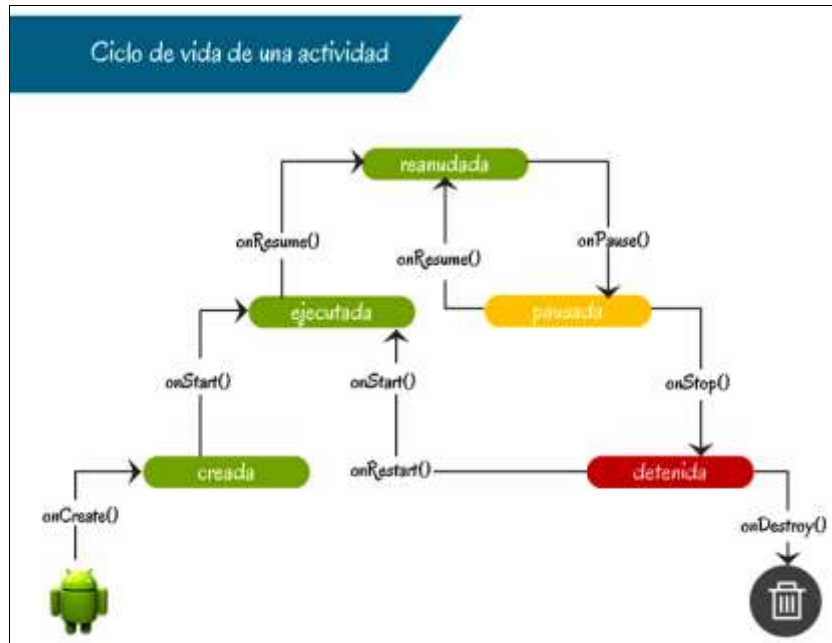 Ciclo de vida de una actividad
reanudada
onResume()
onResume()
onPause()
ejecutada
pausada
onStart()
onStart()
onStop()
creada
onRestart()
detenida
onCreate()
onDestroy()